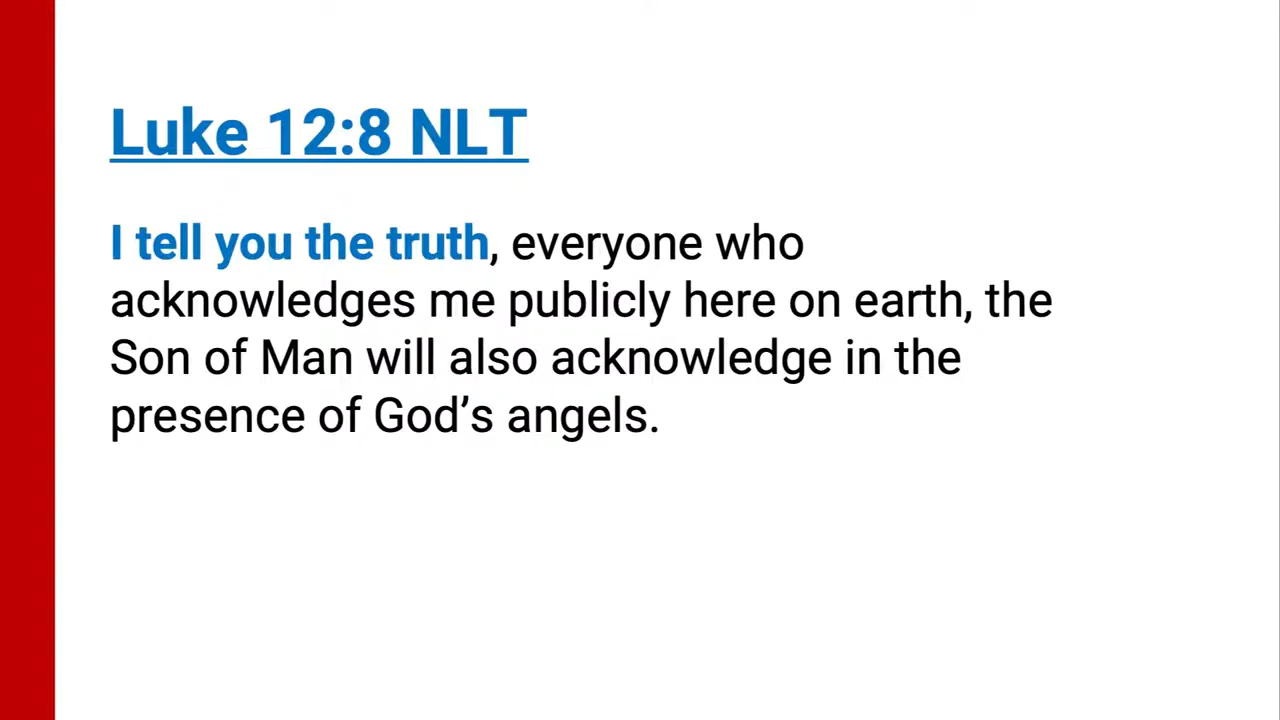 Luke 12:8 NLT
I tell you the truth, everyone who
acknowledges me publicly here on earth, the
Son of Man will also acknowledge in the
presence of God’s angels.